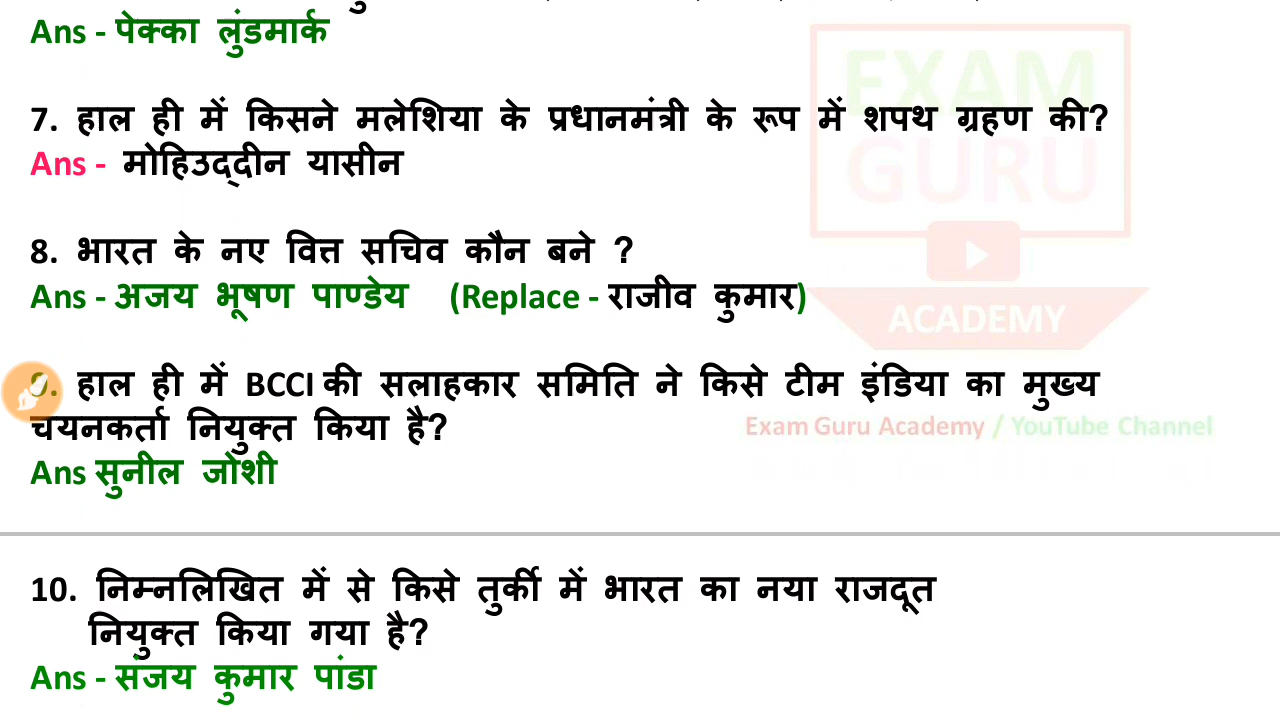 Ans - पेक्का लुंडमार्क
EXAM
GURU
ACADEMY
7. हाल ही में किसने मलेशिया के प्रधानमंत्री के रूप में शपथ ग्रहण की?
Ans - मोहिउद्दीन यासीन
8. भारत के नए वित्त सचिव कौन बने ?
Ans - अजय भूषण पाण्डेय (Replace - राजीव कुमार)
9. हाल ही में BCCI की सलाहकार समिति ने किसे टीम इंडिया का मुख्य
चयनकर्ता नियुक्त किया है?
Exam Guru Academy / YouTube Channel
Ans सुनील जोशी
10. निम्नलिखित में से किसे तुर्की में भारत का नया राजदूत
नियुक्त किया गया है?
Ans - संजय कुमार पांडा